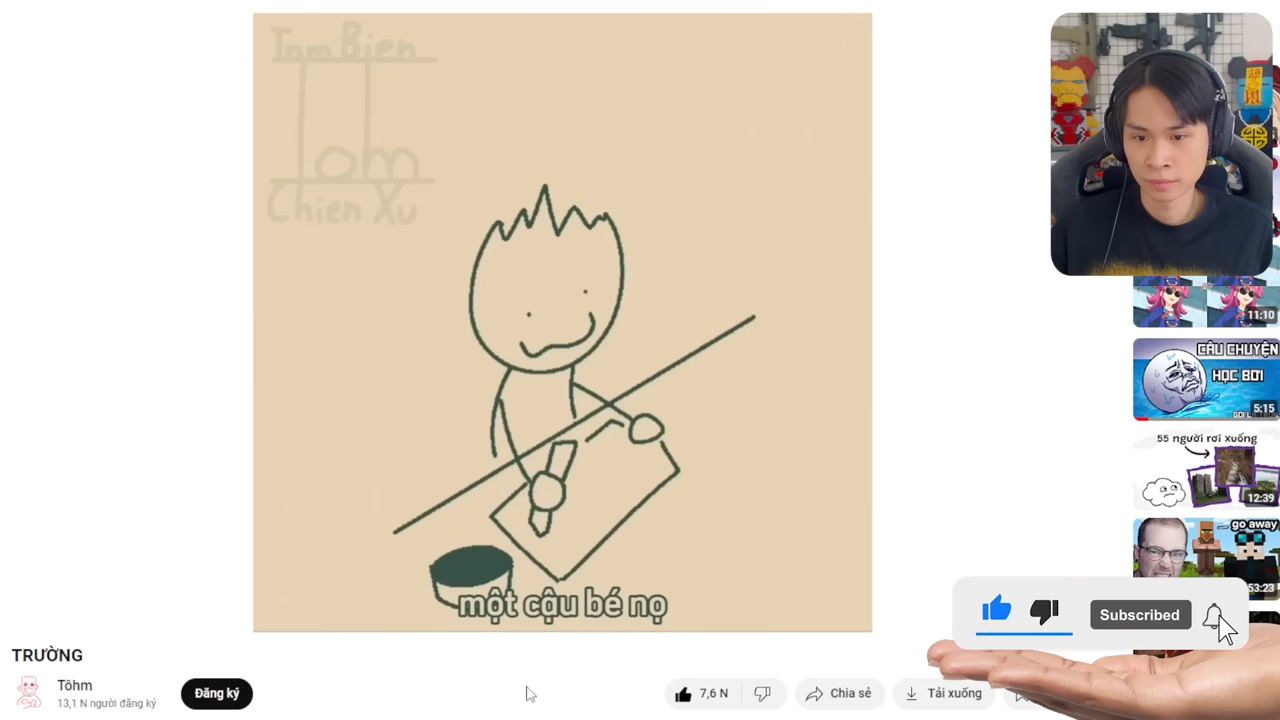 Tom Bien
Tom
Chien Xu
một cậu bé nọ
TRƯỜNG
Tôhm
13,1 N người đăng ký
Đăng ký
7,6 N
Chia sẻ
Tải xuống
11:10
CÂU CHUYỆN
HỌC BƠI
5:15
55 người rơi xuống
12:39
go away
53:23
Subscribed